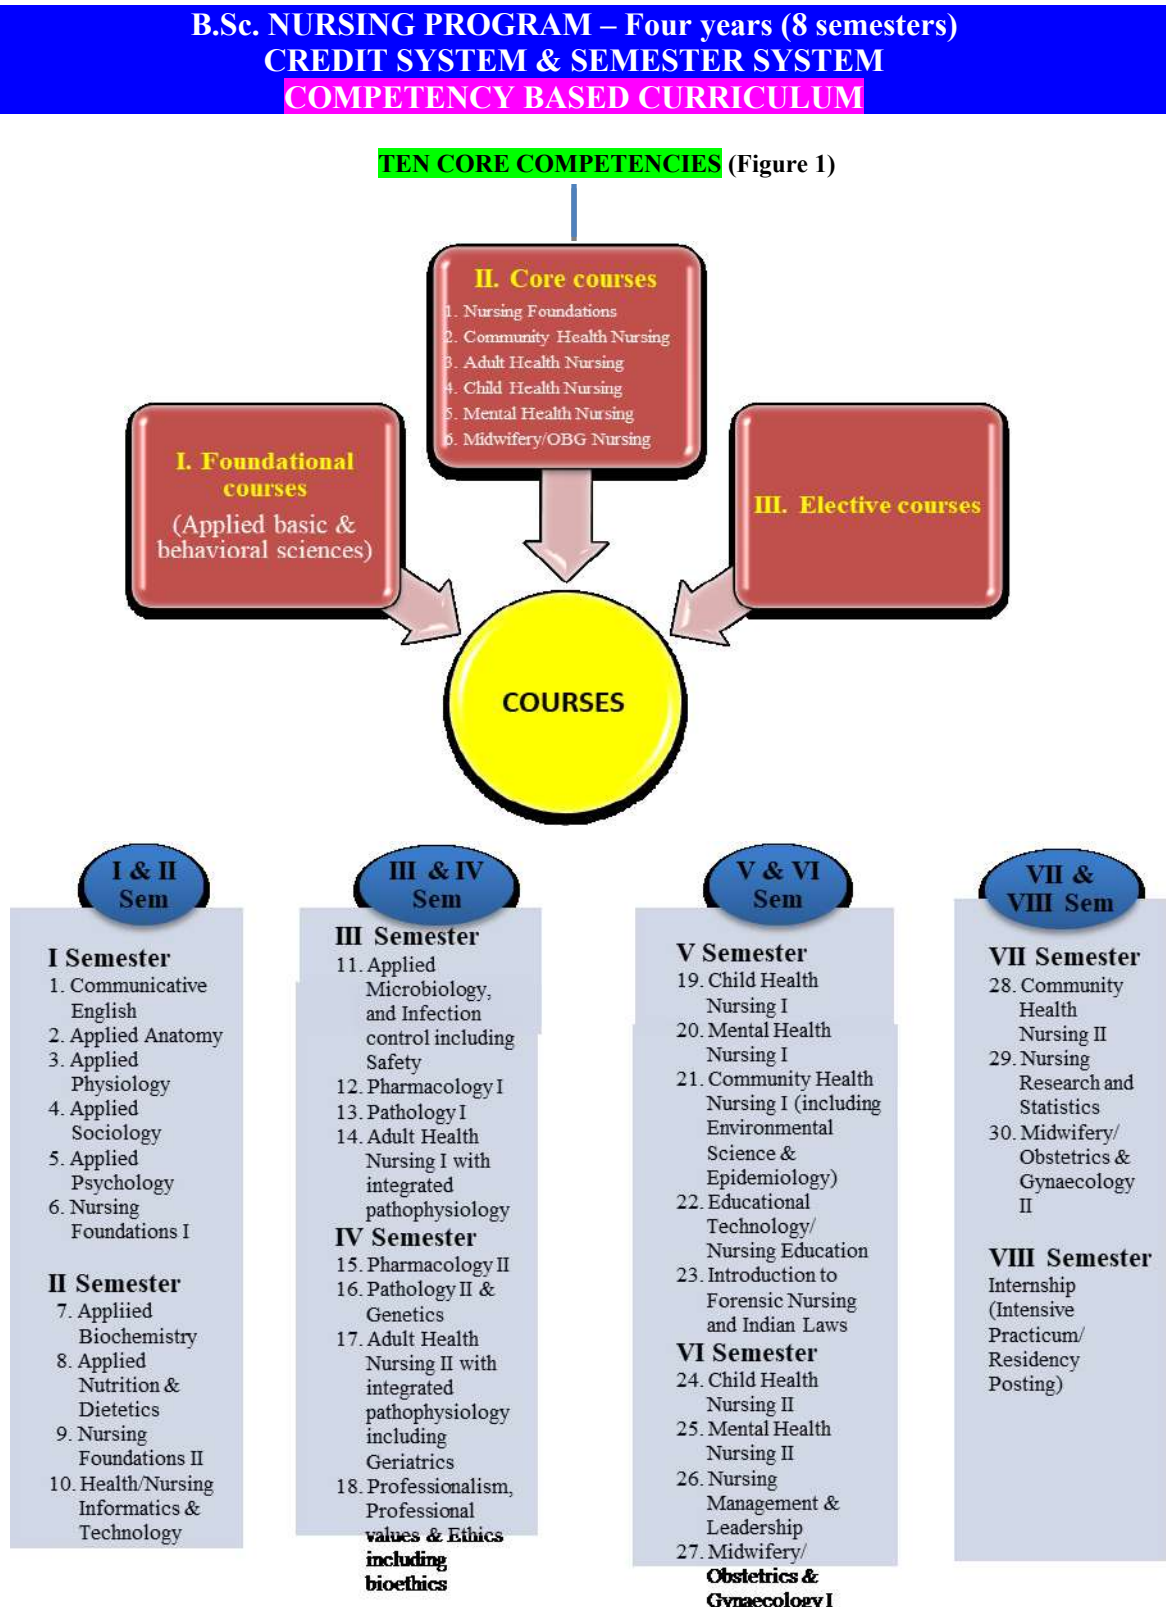 B.Sc. NURSING PROGRAM – Four years (8 semesters)
CREDIT SYSTEM & SEMESTER SYSTEM
COMPETENCY BASED CURRICULUM
TEN CORE COMPETENCIES (Figure 1)
II. Core courses
1. Nursing Foundations
2. Community Health Nursing
3. Adult Health Nursing
4. Child Health Nursing
5. Mental Health Nursing
6. Midwifery/OBG Nursing
I. Foundational
courses
(Applied basic &
behavioral sciences)
III. Elective courses
COURSES
I & II
Sem
I Semester
1. Communicative
English
2. Applied Anatomy
3. Applied
Physiology
4. Applied
Sociology
5. Applied
Psychology
6. Nursing
Foundations I
II Semester
7. Appliied
Biochemistry
8. Applied
Nutrition &
Dietetics
9. Nursing
Foundations II
10. Health/Nursing
Informatics &
Technology
III & IV
Sem
III Semester
11. Applied
Microbiology,
and Infection
control including
Safety
12. Pharmacology I
13. Pathology I
14. Adult Health
Nursing I with
integrated
pathophysiology
IV Semester
15. Pharmacology II
16. Pathology II &
Genetics
17. Adult Health
Nursing II with
integrated
pathophysiology
including
Geriatrics
18. Professionalism,
Professional
values & Ethics
including
bioethics
V & VI
Sem
V Semester
19. Child Health
Nursing I
20. Mental Health
Nursing I
21. Community Health
Nursing I (including
Environmental
Science &
Epidemiology)
22. Educational
Technology/
Nursing Education
23. Introduction to
Forensic Nursing
and Indian Laws
VI Semester
24. Child Health
Nursing II
25. Mental Health
Nursing II
26. Nursing
Management &
Leadership
27. Midwifery/
Obstetrics &
Gynaecology I
VII &
VIII Sem
VII Semester
28. Community
Health
Nursing II
29. Nursing
Research and
Statistics
30. Midwifery/
Obstetrics &
Gynaecology
II
VIII Semester
Internship
(Intensive
Practicum/
Residency
Posting)